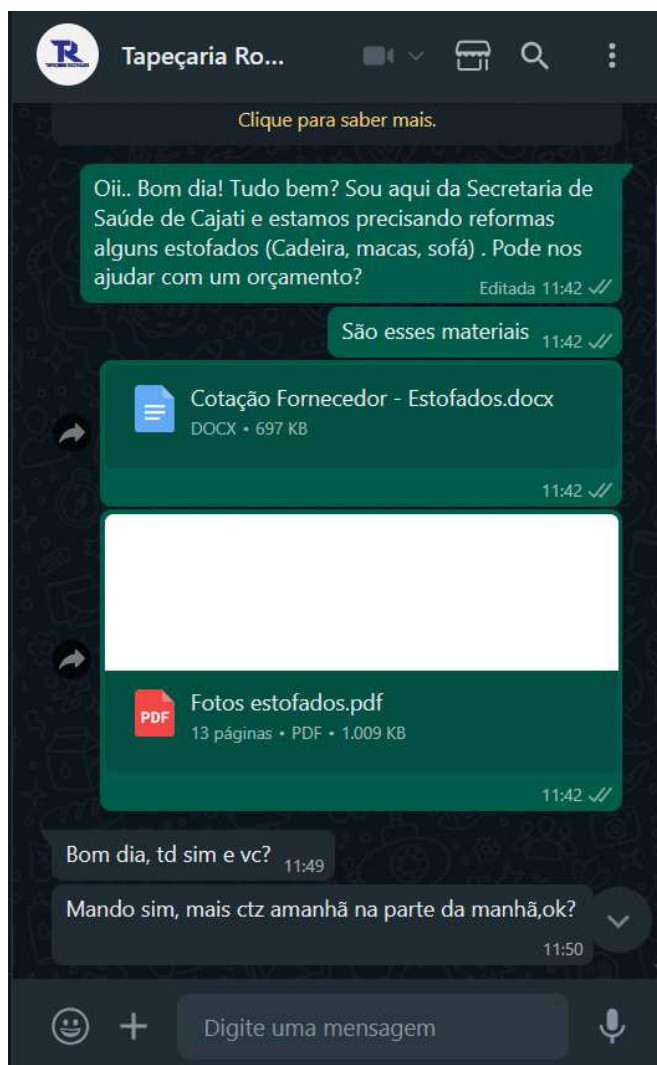 Tapeçaria Ro...
Clique para saber mais.
Oii.. Bom dia! Tudo bem? Sou aqui da Secretaria de
Saúde de Cajati e estamos precisando reformas
alguns estofados (Cadeira, macas, sofá) . Pode nos
ajudar com um orçamento?
Editada 11:42
São esses materiais 11:42
Cotação Fornecedor - Estofados.docx
DOCX • 697 KB
11:42
PDF
Fotos estofados.pdf
13 páginas • PDF • 1.009 KB
11:42
Bom dia, td sim e vc? 11:49
Mando sim, mais ctz amanhã na parte da manhã,ok?
11:50
Digite uma mensagem